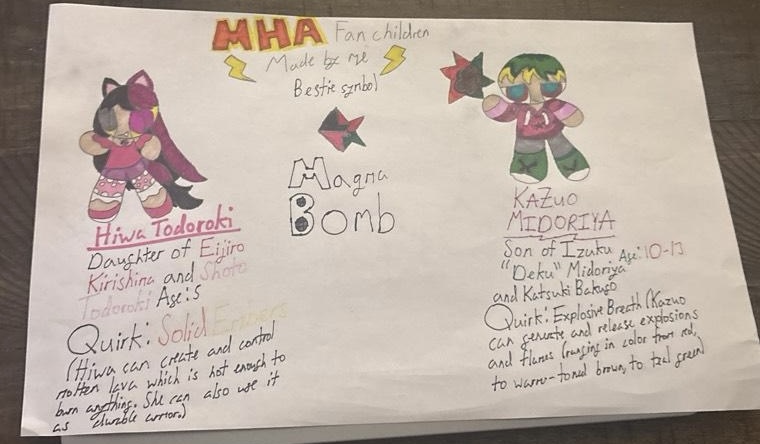 MHA Fan children
Made by me
Bestie symbol
Magma
Bomb
Hiwa Todoroki
Daughter of Eijiro
Kirishima and Shoto
Todoroki Age:5
Quirk: Solid Embers
(Hiwa can create and control
molten lava which is hot enough to
burn anything. She can also use it
as durable armor.)
KAZUO
MIDORIYA
Son of Izuku Age:10-13
"Deku" Midoriya
and Katsuki Bakugo
Quirk: Explosive Breath (Kazuo
can generate and release explosions
and flames (ranging in color from red,
to warm-toned brown, to teal green)